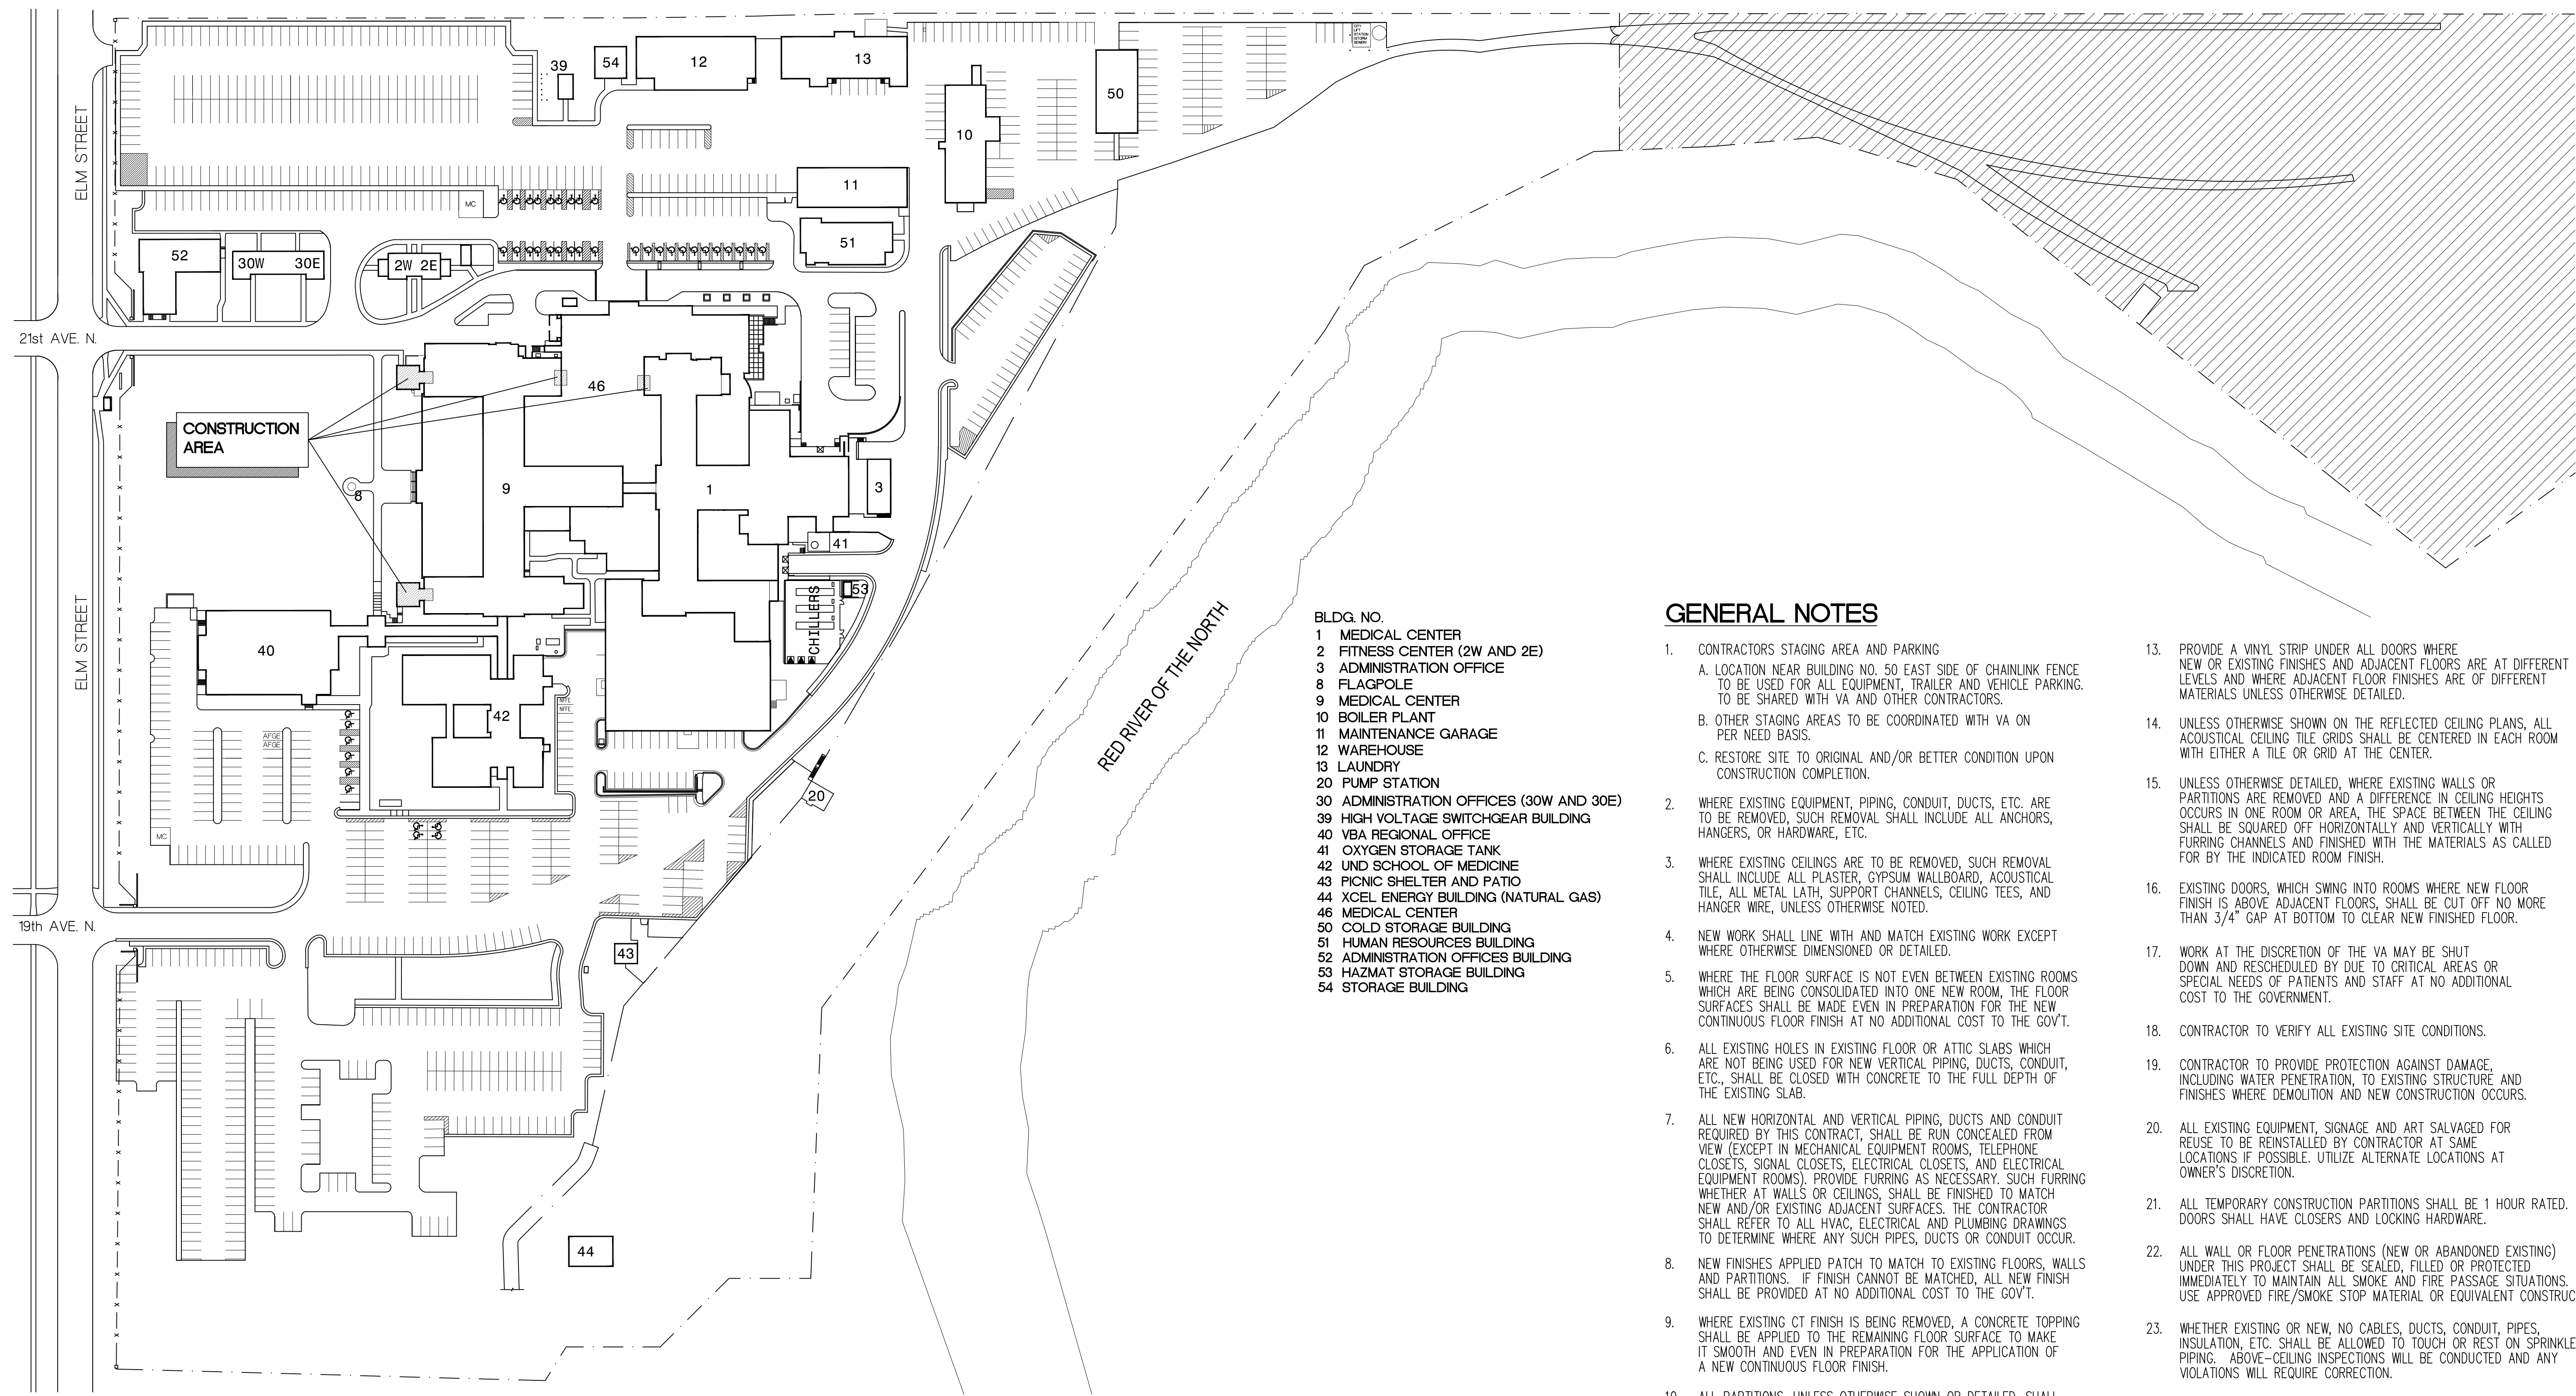 CITY
LIFT
STATION
(STORM
SEWER)
39
54
12
13
50
10
11
51
MC
52
30W 30E
2W 2E
ELM STREET
21st AVE. N.
46
CONSTRUCTION
AREA
8
9
1
3
41
53
CHILLERS
ELM STREET
40
42
NFFE
NFFE
AFGE
AFGE
MC
20
19th AVE. N.
43
44
RED RIVER OF THE NORTH
BLDG. NO.
1 MEDICAL CENTER
2 FITNESS CENTER (2W AND 2E)
3 ADMINISTRATION OFFICE
8 FLAGPOLE
9 MEDICAL CENTER
10 BOILER PLANT
11 MAINTENANCE GARAGE
12 WAREHOUSE
13 LAUNDRY
20 PUMP STATION
30 ADMINISTRATION OFFICES (30W AND 30E)
39 HIGH VOLTAGE SWITCHGEAR BUILDING
40 VBA REGIONAL OFFICE
41 OXYGEN STORAGE TANK
42 UND SCHOOL OF MEDICINE
43 PICNIC SHELTER AND PATIO
44 XCEL ENERGY BUILDING (NATURAL GAS)
46 MEDICAL CENTER
50 COLD STORAGE BUILDING
51 HUMAN RESOURCES BUILDING
52 ADMINISTRATION OFFICES BUILDING
53 HAZMAT STORAGE BUILDING
54 STORAGE BUILDING
GENERAL NOTES
1. CONTRACTORS STAGING AREA AND PARKING
A. LOCATION NEAR BUILDING NO. 50 EAST SIDE OF CHAINLINK FENCE
TO BE USED FOR ALL EQUIPMENT, TRAILER AND VEHICLE PARKING.
TO BE SHARED WITH VA AND OTHER CONTRACTORS.
B. OTHER STAGING AREAS TO BE COORDINATED WITH VA ON
PER NEED BASIS.
C. RESTORE SITE TO ORIGINAL AND/OR BETTER CONDITION UPON
CONSTRUCTION COMPLETION.
2. WHERE EXISTING EQUIPMENT, PIPING, CONDUIT, DUCTS, ETC. ARE
TO BE REMOVED, SUCH REMOVAL SHALL INCLUDE ALL ANCHORS,
HANGERS, OR HARDWARE, ETC.
3. WHERE EXISTING CEILINGS ARE TO BE REMOVED, SUCH REMOVAL
SHALL INCLUDE ALL PLASTER, GYPSUM WALLBOARD, ACOUSTICAL
TILE, ALL METAL LATH, SUPPORT CHANNELS, CEILING TEES, AND
HANGER WIRE, UNLESS OTHERWISE NOTED.
4. NEW WORK SHALL LINE WITH AND MATCH EXISTING WORK EXCEPT
WHERE OTHERWISE DIMENSIONED OR DETAILED.
5. WHERE THE FLOOR SURFACE IS NOT EVEN BETWEEN EXISTING ROOMS
WHICH ARE BEING CONSOLIDATED INTO ONE NEW ROOM, THE FLOOR
SURFACES SHALL BE MADE EVEN IN PREPARATION FOR THE NEW
CONTINUOUS FLOOR FINISH AT NO ADDITIONAL COST TO THE GOV'T.
6. ALL EXISTING HOLES IN EXISTING FLOOR OR ATTIC SLABS WHICH
ARE NOT BEING USED FOR NEW VERTICAL PIPING, DUCTS, CONDUIT,
ETC., SHALL BE CLOSED WITH CONCRETE TO THE FULL DEPTH OF
THE EXISTING SLAB.
7. ALL NEW HORIZONTAL AND VERTICAL PIPING, DUCTS AND CONDUIT
REQUIRED BY THIS CONTRACT, SHALL BE RUN CONCEALED FROM
VIEW (EXCEPT IN MECHANICAL EQUIPMENT ROOMS, TELEPHONE
CLOSETS, SIGNAL CLOSETS, ELECTRICAL CLOSETS, AND ELECTRICAL
EQUIPMENT ROOMS). PROVIDE FURRING AS NECESSARY. SUCH FURRING
WHETHER AT WALLS OR CEILINGS, SHALL BE FINISHED TO MATCH
NEW AND/OR EXISTING ADJACENT SURFACES. THE CONTRACTOR
SHALL REFER TO ALL HVAC, ELECTRICAL AND PLUMBING DRAWINGS
TO DETERMINE WHERE ANY SUCH PIPES, DUCTS OR CONDUIT OCCUR.
8. NEW FINISHES APPLIED PATCH TO MATCH TO EXISTING FLOORS, WALLS
AND PARTITIONS. IF FINISH CANNOT BE MATCHED, ALL NEW FINISH
SHALL BE PROVIDED AT NO ADDITIONAL COST TO THE GOV'T.
9. WHERE EXISTING CT FINISH IS BEING REMOVED, A CONCRETE TOPPING
SHALL BE APPLIED TO THE REMAINING FLOOR SURFACE TO MAKE
IT SMOOTH AND EVEN IN PREPARATION FOR THE APPLICATION OF
A NEW CONTINUOUS FLOOR FINISH.
10. ALL PARTITIONS, UNLESS OTHERWISE SHOWN OR DETAILED, SHALL
13. PROVIDE A VINYL STRIP UNDER ALL DOORS WHERE
NEW OR EXISTING FINISHES AND ADJACENT FLOORS ARE AT DIFFERENT
LEVELS AND WHERE ADJACENT FLOOR FINISHES ARE OF DIFFERENT
MATERIALS UNLESS OTHERWISE DETAILED.
14. UNLESS OTHERWISE SHOWN ON THE REFLECTED CEILING PLANS, ALL
ACOUSTICAL CEILING TILE GRIDS SHALL BE CENTERED IN EACH ROOM
WITH EITHER A TILE OR GRID AT THE CENTER.
15. UNLESS OTHERWISE DETAILED, WHERE EXISTING WALLS OR
PARTITIONS ARE REMOVED AND A DIFFERENCE IN CEILING HEIGHTS
OCCURS IN ONE ROOM OR AREA, THE SPACE BETWEEN THE CEILING
SHALL BE SQUARED OFF HORIZONTALLY AND VERTICALLY WITH
FURRING CHANNELS AND FINISHED WITH THE MATERIALS AS CALLED
FOR BY THE INDICATED ROOM FINISH.
16. EXISTING DOORS, WHICH SWING INTO ROOMS WHERE NEW FLOOR
FINISH IS ABOVE ADJACENT FLOORS, SHALL BE CUT OFF NO MORE
THAN 3/4" GAP AT BOTTOM TO CLEAR NEW FINISHED FLOOR.
17. WORK AT THE DISCRETION OF THE VA MAY BE SHUT
DOWN AND RESCHEDULED BY DUE TO CRITICAL AREAS OR
SPECIAL NEEDS OF PATIENTS AND STAFF AT NO ADDITIONAL
COST TO THE GOVERNMENT.
18. CONTRACTOR TO VERIFY ALL EXISTING SITE CONDITIONS.
19. CONTRACTOR TO PROVIDE PROTECTION AGAINST DAMAGE,
INCLUDING WATER PENETRATION, TO EXISTING STRUCTURE AND
FINISHES WHERE DEMOLITION AND NEW CONSTRUCTION OCCURS.
20. ALL EXISTING EQUIPMENT, SIGNAGE AND ART SALVAGED FOR
REUSE TO BE REINSTALLED BY CONTRACTOR AT SAME
LOCATIONS IF POSSIBLE. UTILIZE ALTERNATE LOCATIONS AT
OWNER'S DISCRETION.
21. ALL TEMPORARY CONSTRUCTION PARTITIONS SHALL BE 1 HOUR RATED.
DOORS SHALL HAVE CLOSERS AND LOCKING HARDWARE.
22. ALL WALL OR FLOOR PENETRATIONS (NEW OR ABANDONED EXISTING)
UNDER THIS PROJECT SHALL BE SEALED, FILLED OR PROTECTED
IMMEDIATELY TO MAINTAIN ALL SMOKE AND FIRE PASSAGE SITUATIONS.
USE APPROVED FIRE/SMOKE STOP MATERIAL OR EQUIVALENT CONSTRUC
23. WHETHER EXISTING OR NEW, NO CABLES, DUCTS, CONDUIT, PIPES,
INSULATION, ETC. SHALL BE ALLOWED TO TOUCH OR REST ON SPRINKLE
PIPING. ABOVE-CEILING INSPECTIONS WILL BE CONDUCTED AND ANY
VIOLATIONS WILL REQUIRE CORRECTION.